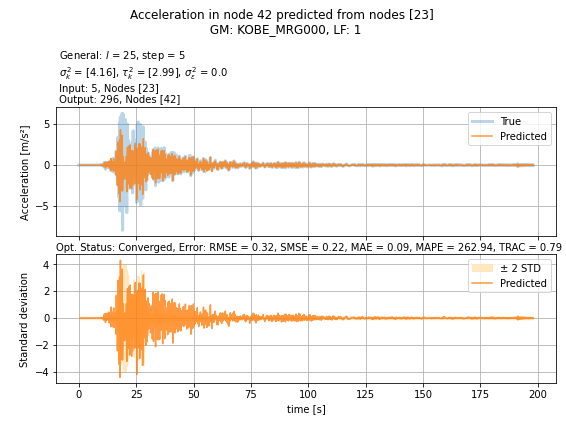 Acceleration in node 42 predicted from nodes [23]
GM: KOBE_MRG000, LF: 1
General: l = 25, step = 5
σ²ₖ = [4.16], τ²ₖ = [2.99], σ²ε = 0.0
Input: 5, Nodes [23]
Output: 296, Nodes [42]
Acceleration [m/s²]
5
0
−5
True
Predicted
Opt. Status: Converged, Error: RMSE = 0.32, SMSE = 0.22, MAE = 0.09, MAPE = 262.94, TRAC = 0.79
Standard deviation
4
2
0
−2
−4
± 2 STD
Predicted
0 25 50 75 100 125 150 175 200
time [s]